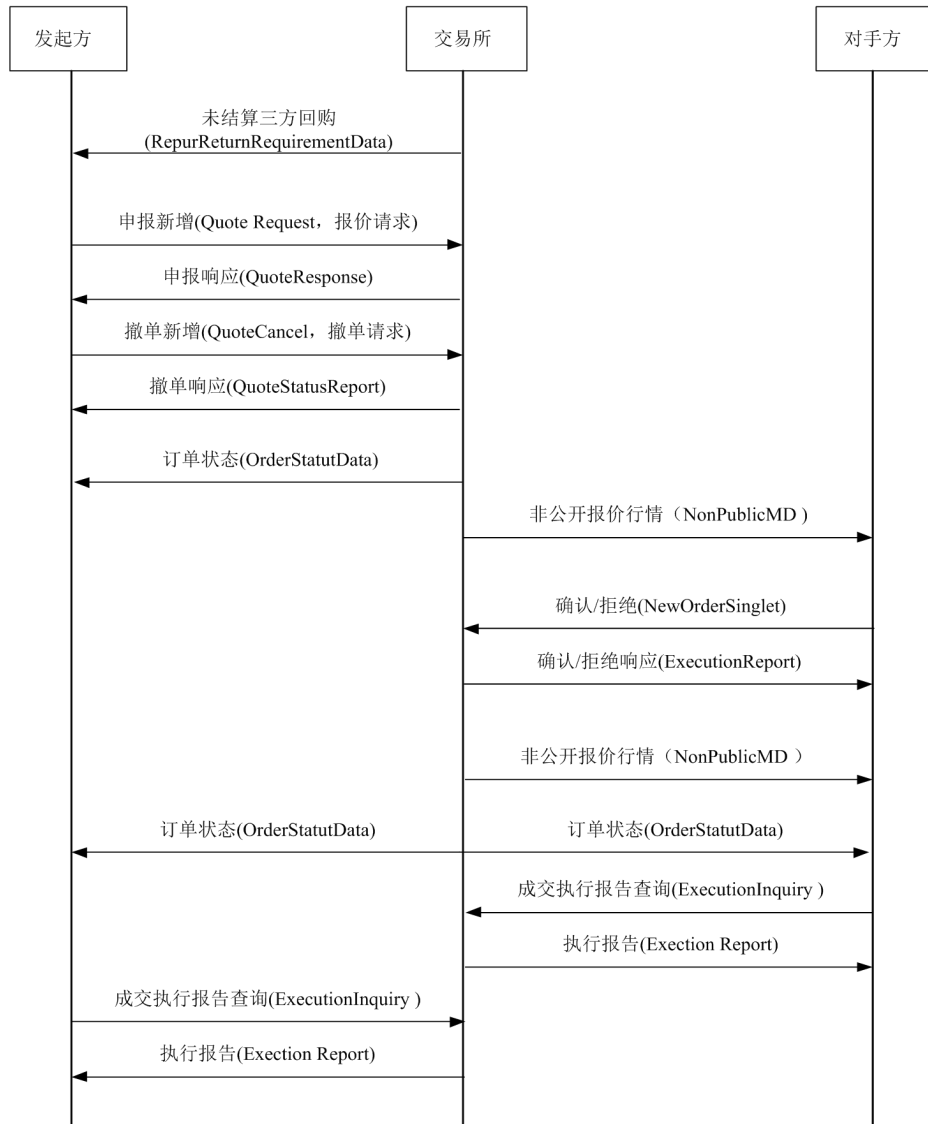 发起方
交易所
对手方
未结算三方回购
(RepurReturnRequirementData)
申报新增(Quote Request，报价请求)
申报响应(QuoteResponse)
撤单新增(QuoteCancel，撤单请求)
撤单响应(QuoteStatusReport)
订单状态(OrderStatutData)
非公开报价行情（NonPublicMD )
确认/拒绝(NewOrderSinglet)
确认/拒绝响应(ExecutionReport)
非公开报价行情（NonPublicMD ）
订单状态(OrderStatutData)
订单状态(OrderStatutData)
成交执行报告查询(ExecutionInquiry )
执行报告(Exection Report)
成交执行报告查询(ExecutionInquiry )
执行报告(Exection Report)